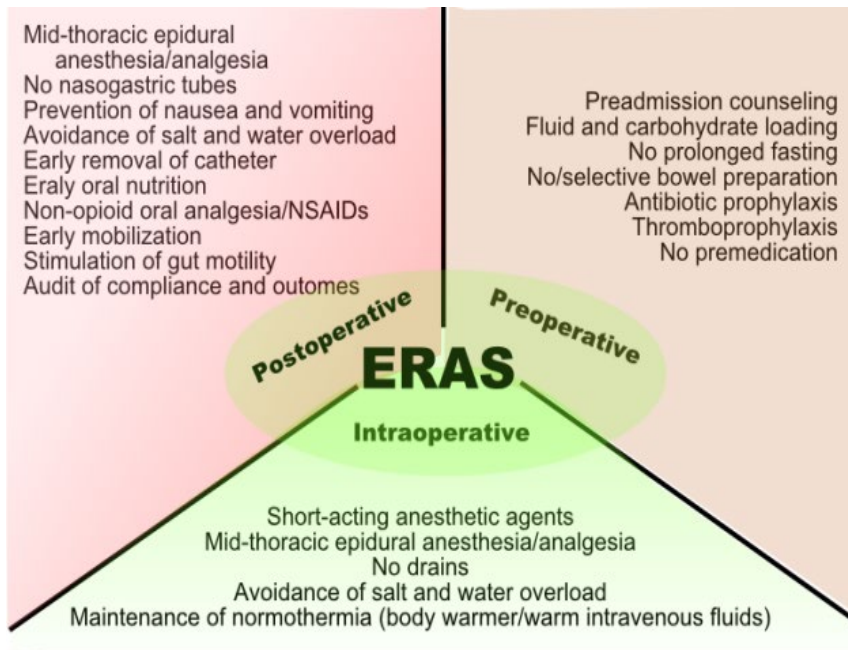 Mid-thoracic epidural
anesthesia/analgesia
No nasogastric tubes
Prevention of nausea and vomiting
Avoidance of salt and water overload
Early removal of catheter
Eraly oral nutrition
Non-opioid oral analgesia/NSAIDs
Early mobilization
Stimulation of gut motility
Audit of compliance and outcomes
Preadmission counseling
Fluid and carbohydrate loading
No prolonged fasting
No/selective bowel preparation
Antibiotic prophylaxis
Thromboprophylaxis
No premedication
Postoperative
Preoperative
ERAS
Intraoperative
Short-acting anesthetic agents
Mid-thoracic epidural anesthesia/analgesia
No drains
Avoidance of salt and water overload
Maintenance of normothermia (body warmer/warm intravenous fluids)